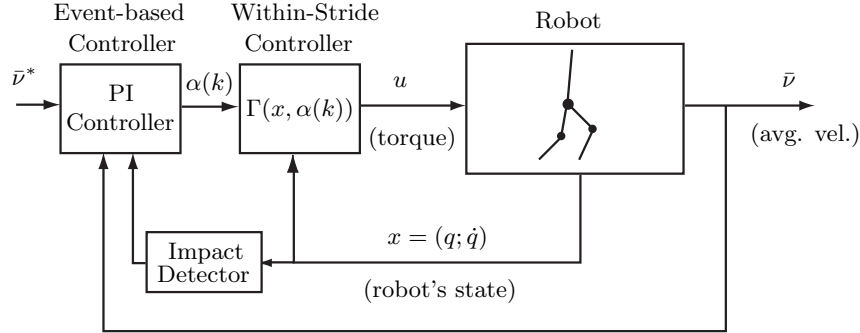 Event-based
Controller
Within-Stride
Controller
Robot
ν̄*
PI
Controller
α(k)
Γ(x, α(k))
u
(torque)
ν̄
(avg. vel.)
Impact
Detector
x = (q; q̇)
(robot's state)